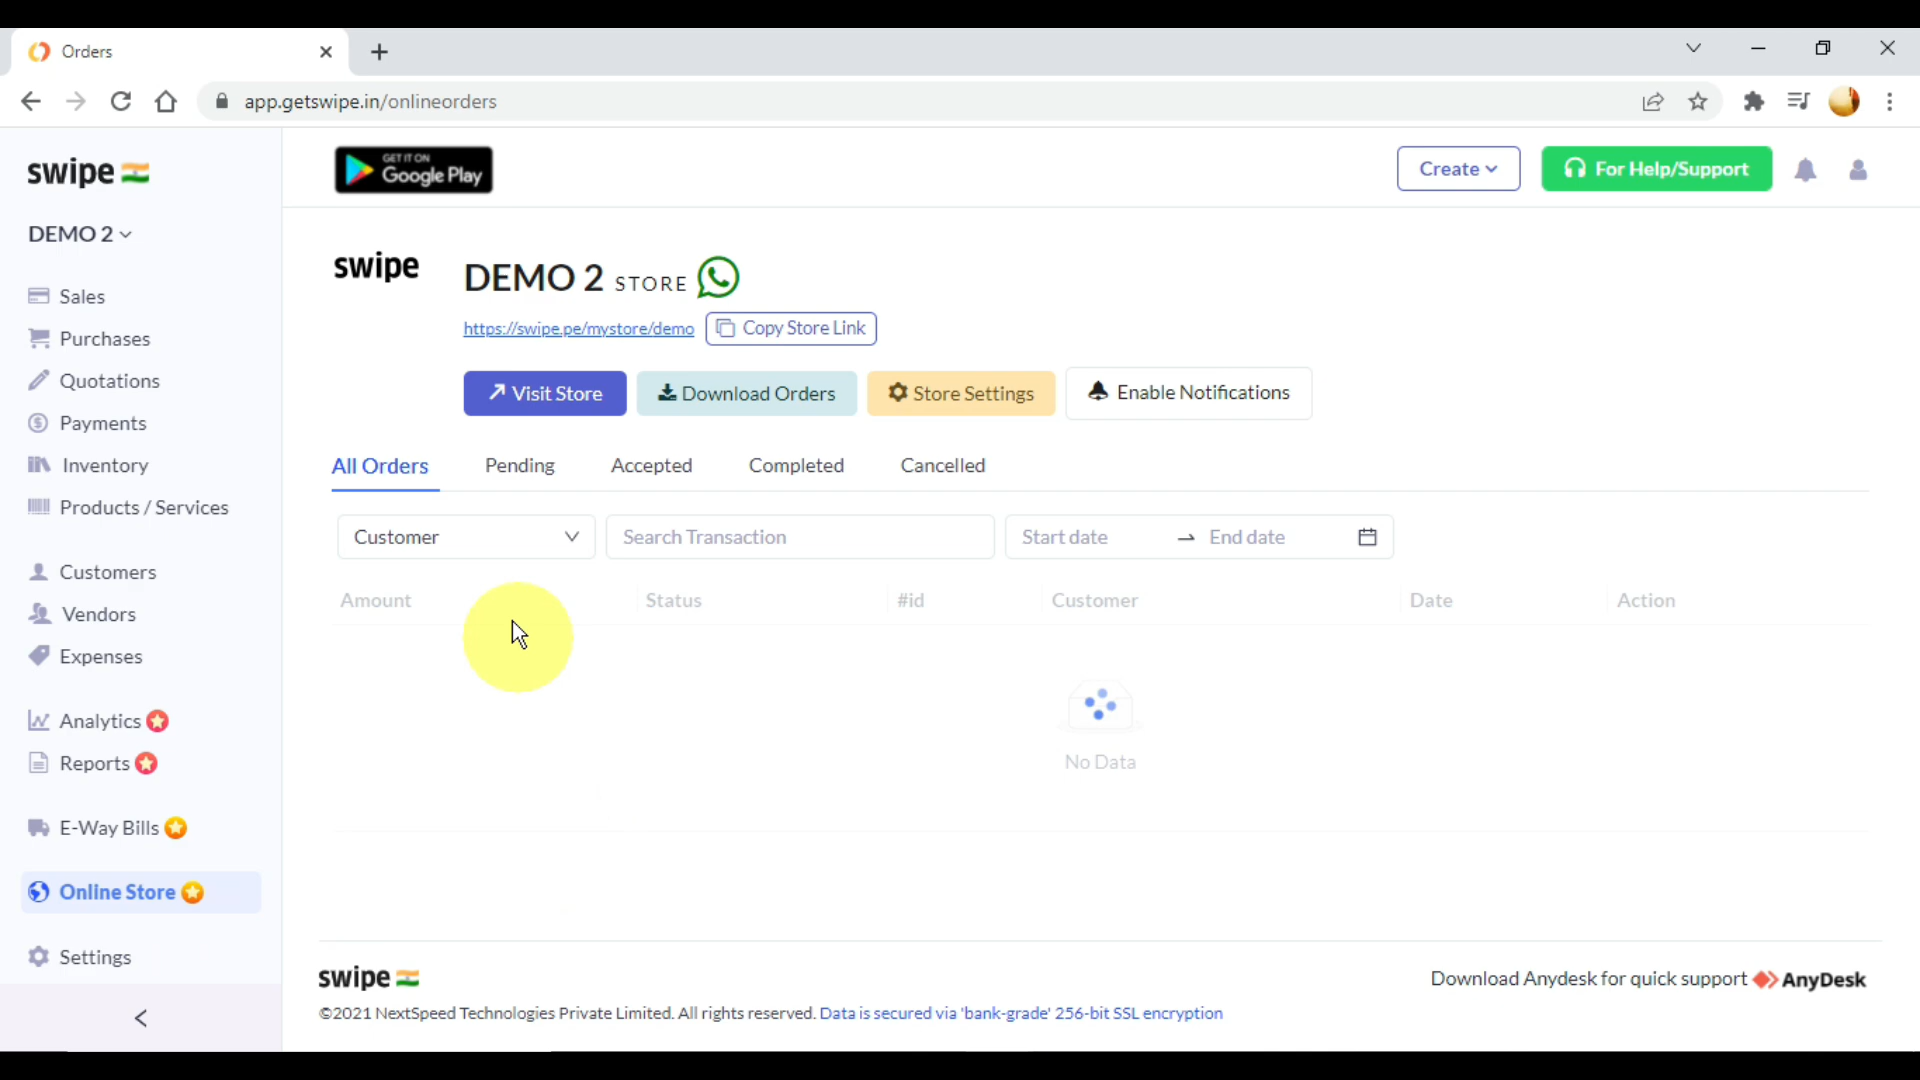 Orders
app.getswipe.in/onlineorders
swipe
GET IT ON
Google Play
Create
For Help/Support
DEMO 2
Sales
Purchases
Quotations
Payments
Inventory
Products / Services
Customers
Vendors
Expenses
Analytics
Reports
E-Way Bills
Online Store
Settings
swipe
DEMO 2 STORE
https://swipe.pe/mystore/demo
Copy Store Link
Visit Store
Download Orders
Store Settings
Enable Notifications
All Orders Pending Accepted Completed Cancelled
Customer Search Transaction Start date End date
Amount Status #id Customer Date Action
No Data
swipe
Download Anydesk for quick support AnyDesk
©2021 NextSpeed Technologies Private Limited. All rights reserved. Data is secured via 'bank-grade' 256-bit SSL encryption